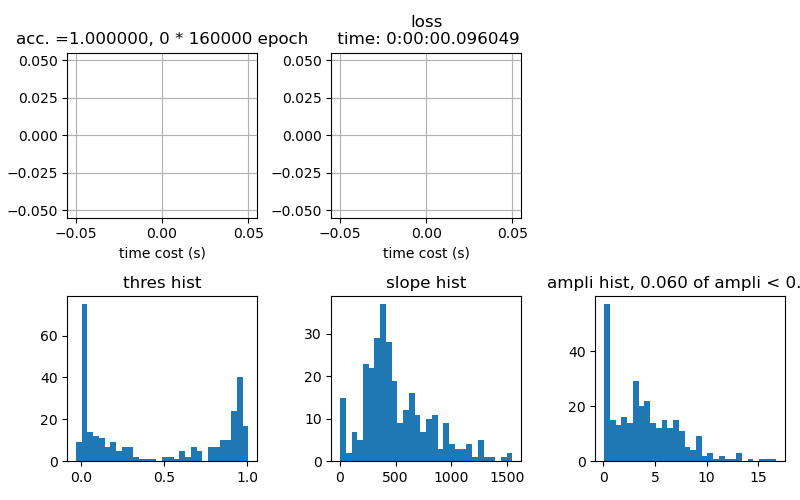 acc. =1.000000, 0 * 160000 epoch
0.050
0.025
0.000
−0.025
−0.050
−0.05 0.00 0.05
time cost (s)
loss
time: 0:00:00.096049
0.050
0.025
0.000
−0.025
−0.050
−0.05 0.00 0.05
time cost (s)
thres hist
60
40
20
0
0.0 0.5 1.0
slope hist
30
20
10
0
0 500 1000 1500
ampli hist, 0.060 of ampli < 0.
40
20
0
0 5 10 15